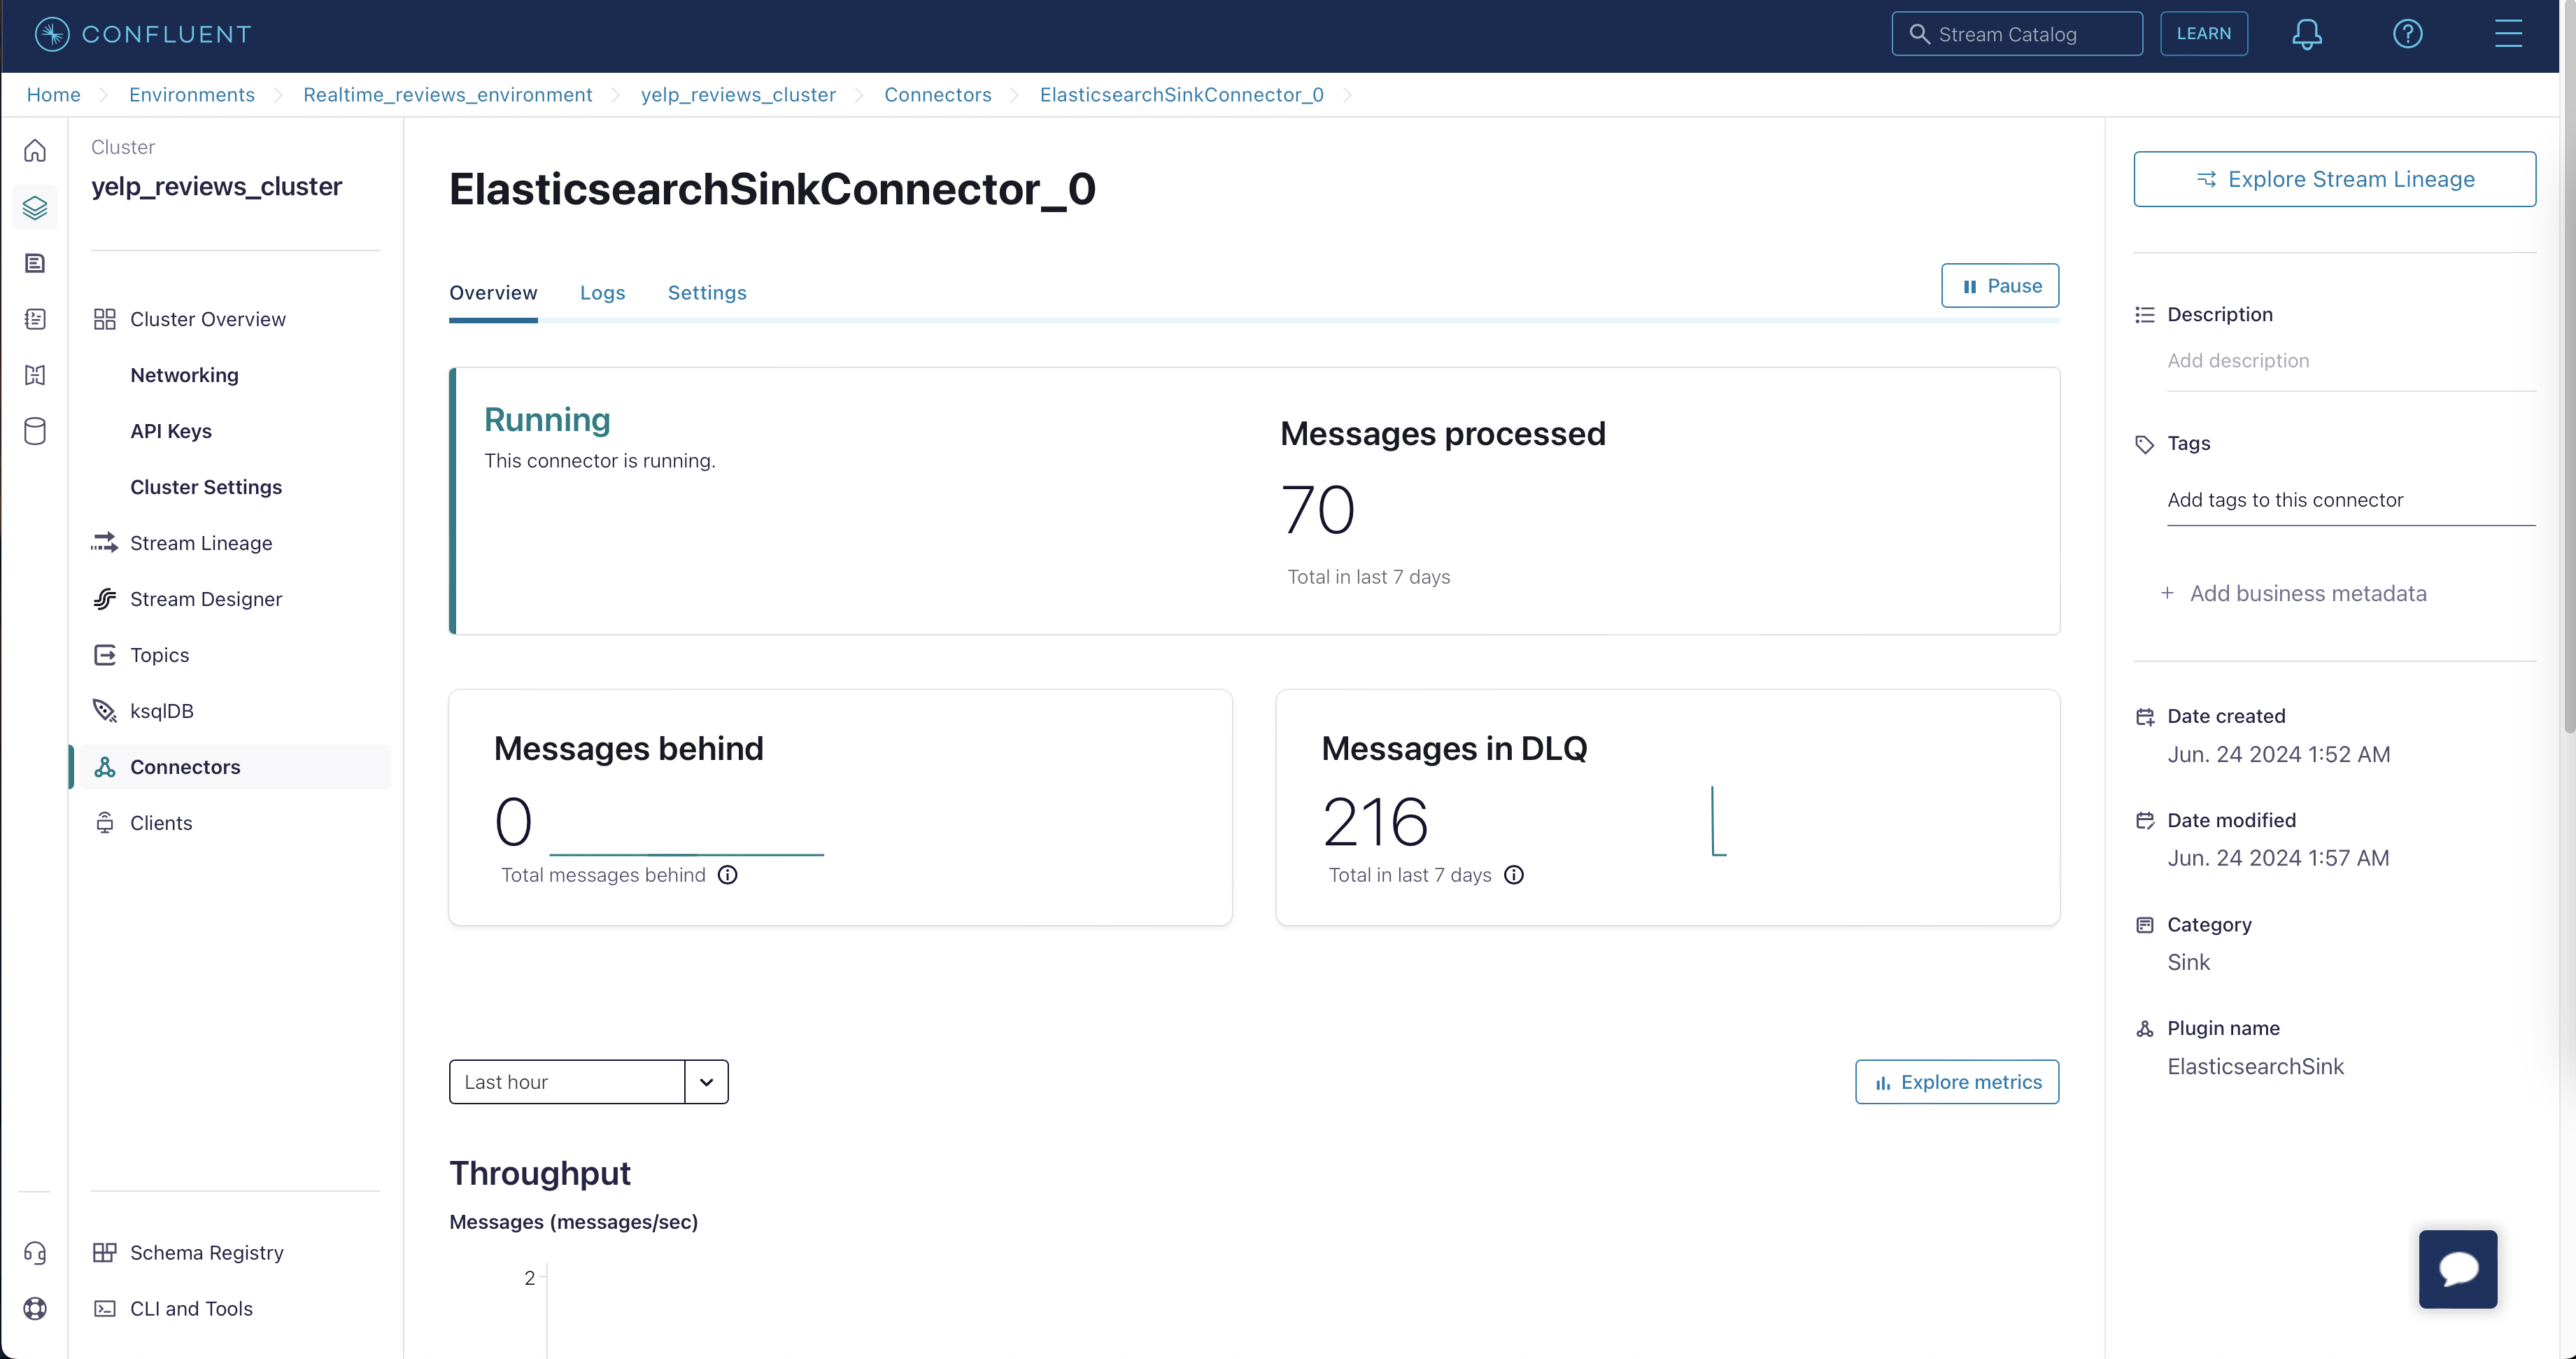 CONFLUENT
Stream Catalog
LEARN
Home
Environments
Realtime_reviews_environment
yelp_reviews_cluster
Connectors
ElasticsearchSinkConnector_0
Cluster
yelp_reviews_cluster
Cluster Overview
Networking
API Keys
Cluster Settings
Stream Lineage
Stream Designer
Topics
ksqlDB
Connectors
Clients
Schema Registry
CLI and Tools
ElasticsearchSinkConnector_0
Overview
Logs
Settings
Pause
Running
This connector is running.
Messages processed
70
Total in last 7 days
Messages behind
0
Total messages behind
Messages in DLQ
216
Total in last 7 days
Last hour
Explore metrics
Throughput
Messages (messages/sec)
2
Explore Stream Lineage
Description
Add description
Tags
Add tags to this connector
+ Add business metadata
Date created
Jun. 24 2024 1:52 AM
Date modified
Jun. 24 2024 1:57 AM
Category
Sink
Plugin name
ElasticsearchSink